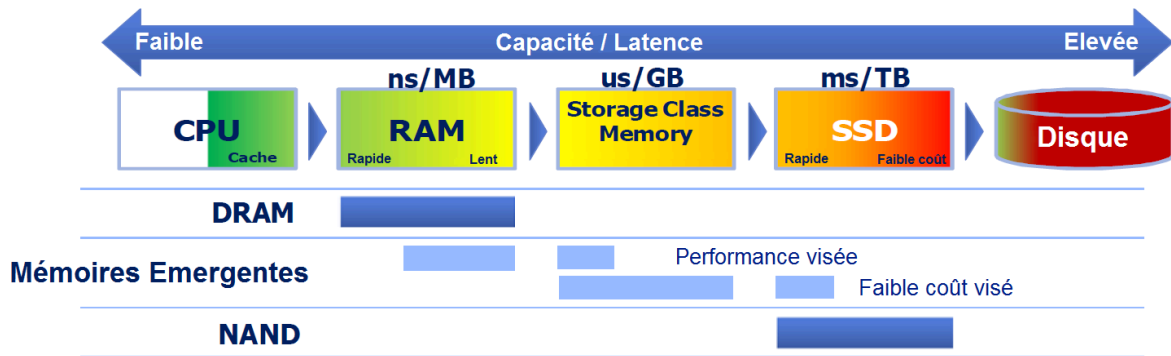 Faible Capacité / Latence Elevée
ns/MB us/GB ms/TB
CPU
Cache
RAM
Rapide Lent
Storage Class
Memory
SSD
Rapide Faible coût
Disque
DRAM
Mémoires Emergentes
Performance visée
Faible coût visé
NAND